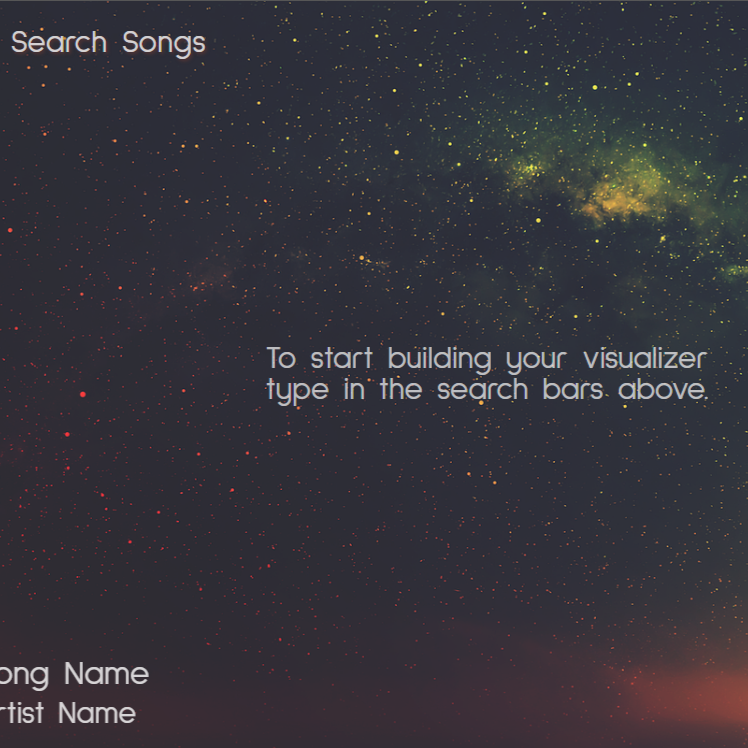 Search Songs
To start building your visualizer
type in the search bars above.
ong Name
rtist Name